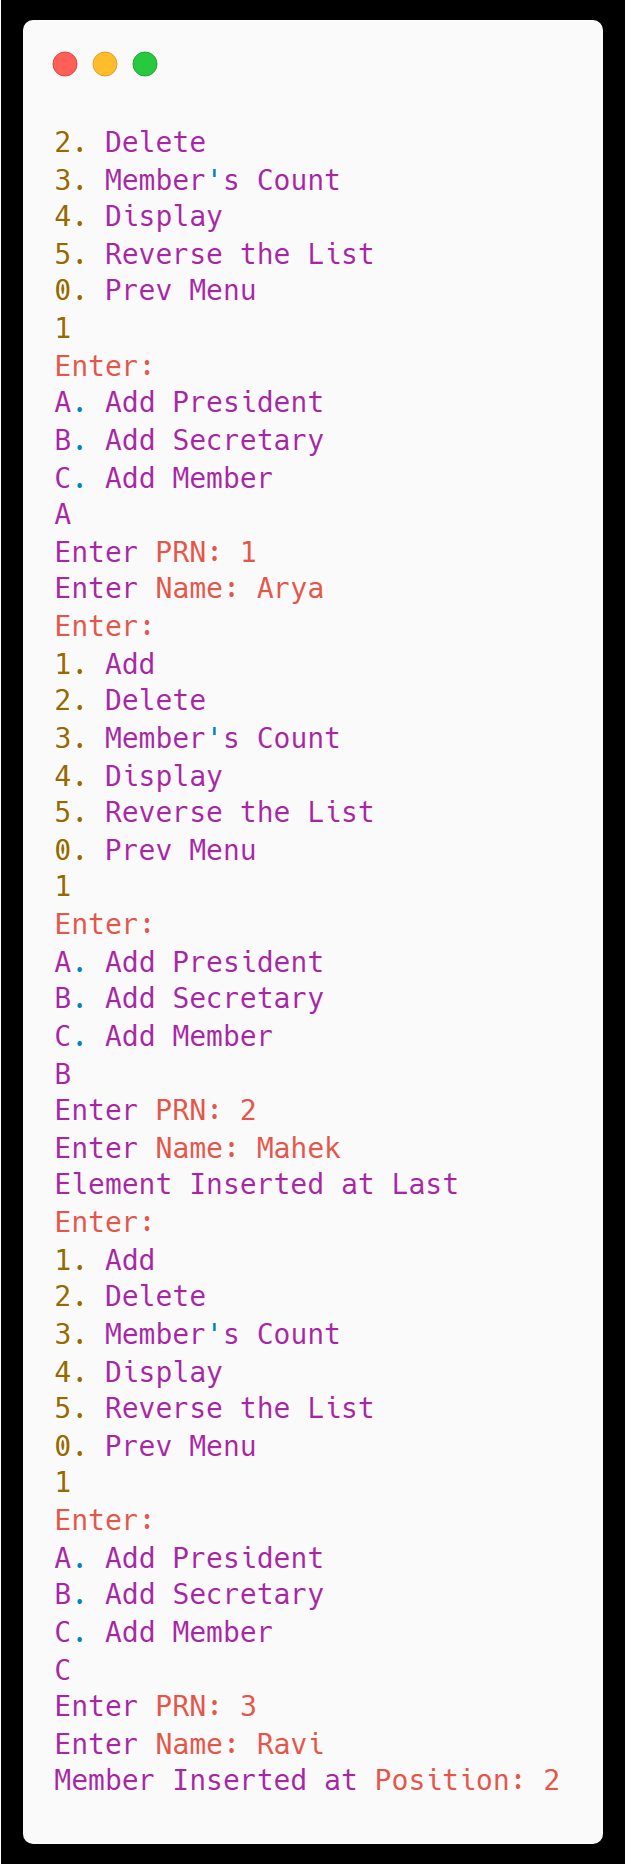 2. Delete
3. Member's Count
4. Display
5. Reverse the List
0. Prev Menu
1
Enter:
A. Add President
B. Add Secretary
C. Add Member
A
Enter PRN: 1
Enter Name: Arya
Enter:
1. Add
2. Delete
3. Member's Count
4. Display
5. Reverse the List
0. Prev Menu
1
Enter:
A. Add President
B. Add Secretary
C. Add Member
B
Enter PRN: 2
Enter Name: Mahek
Element Inserted at Last
Enter:
1. Add
2. Delete
3. Member's Count
4. Display
5. Reverse the List
0. Prev Menu
1
Enter:
A. Add President
B. Add Secretary
C. Add Member
C
Enter PRN: 3
Enter Name: Ravi
Member Inserted at Position: 2